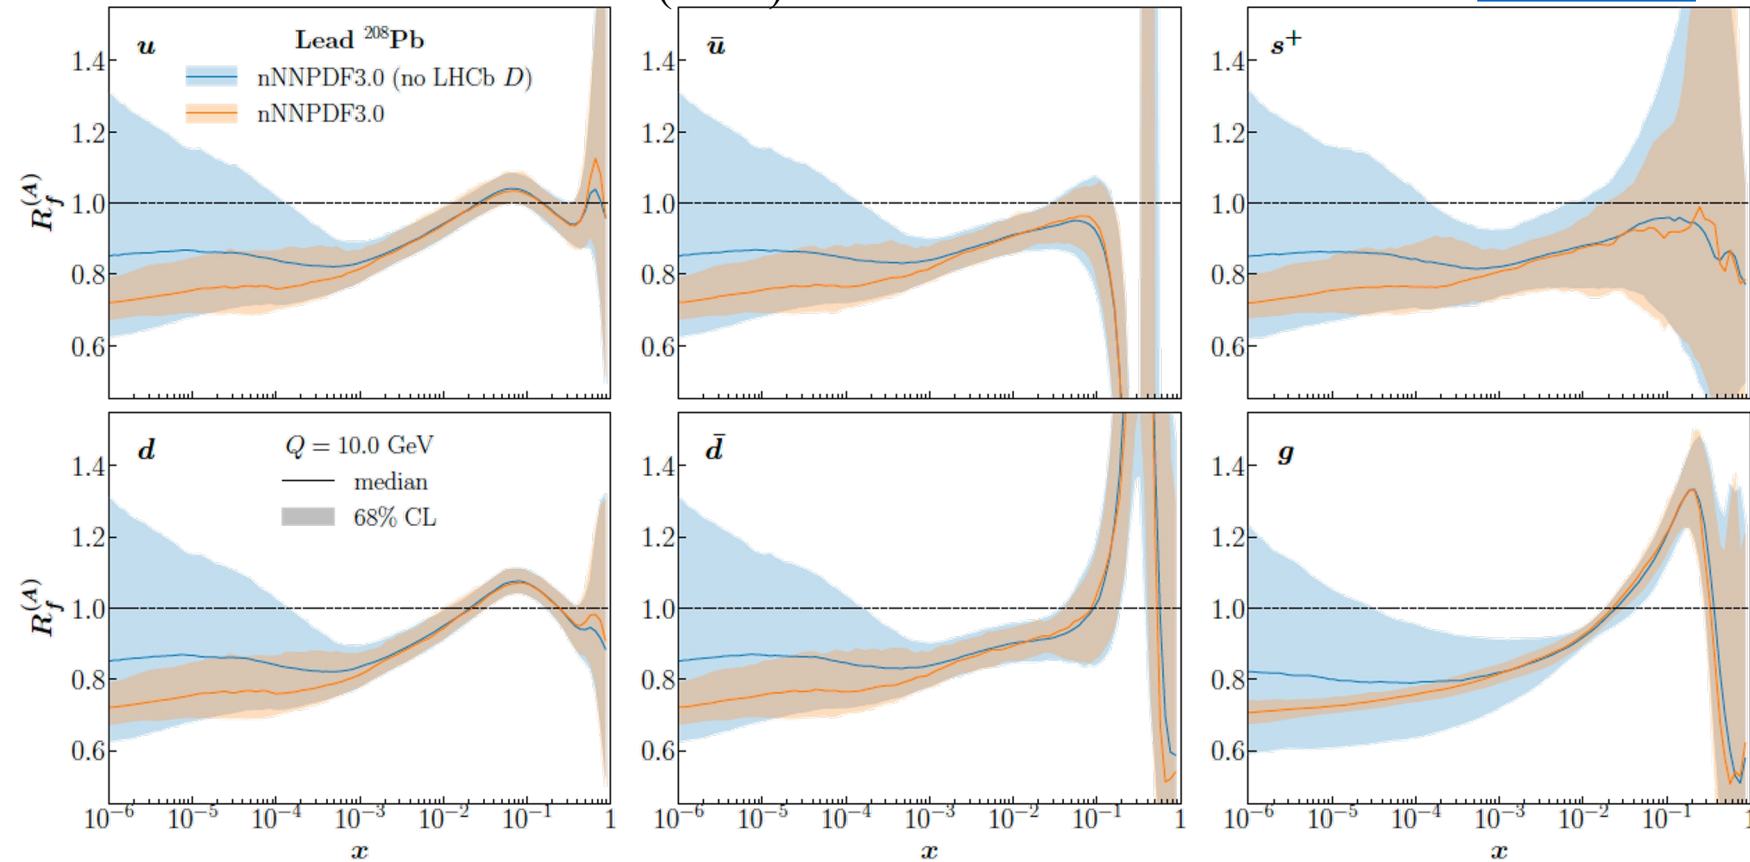 u
Lead ²⁰⁸Pb
nNNPDF3.0 (no LHCb D)
nNNPDF3.0
1.4
1.2
1.0
0.8
0.6
R_f^(A)
ū
1.4
1.2
1.0
0.8
0.6
s⁺
1.4
1.2
1.0
0.8
0.6
d
Q = 10.0 GeV
median
68% CL
1.4
1.2
1.0
0.8
0.6
R_f^(A)
10⁻⁶ 10⁻⁵ 10⁻⁴ 10⁻³ 10⁻² 10⁻¹ 1
x
d̄
1.4
1.2
1.0
0.8
0.6
10⁻⁶ 10⁻⁵ 10⁻⁴ 10⁻³ 10⁻² 10⁻¹ 1
x
g
1.4
1.2
1.0
0.8
0.6
10⁻⁶ 10⁻⁵ 10⁻⁴ 10⁻³ 10⁻² 10⁻¹
x